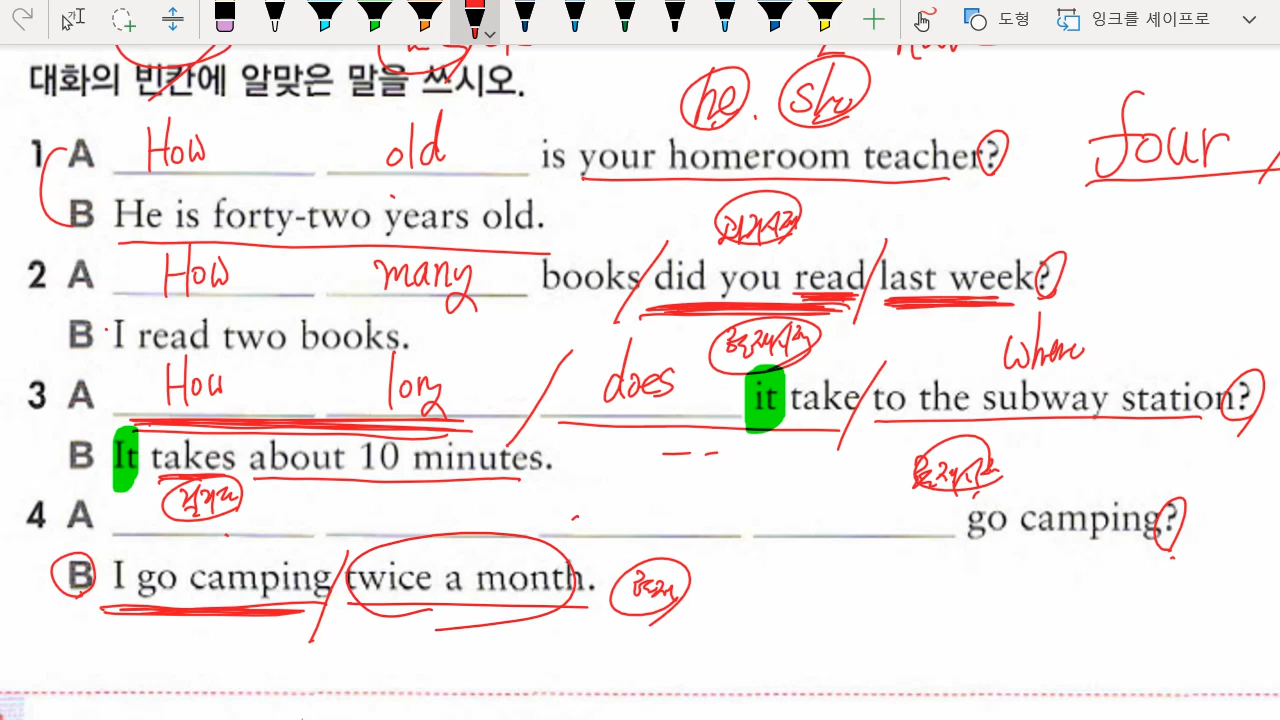 도형
잉크를 셰이프로
대화의 빈칸에 알맞은 말을 쓰시오.
he. she
1 A How old is your homeroom teacher?
four
B He is forty-two years old.
과거시제
2 A How many books did you read last week?
B I read two books.
현재시제
where
3 A How long does it take to the subway station?
B It takes about 10 minutes.
걸리다
4 A go camping?
B I go camping twice a month.
현재